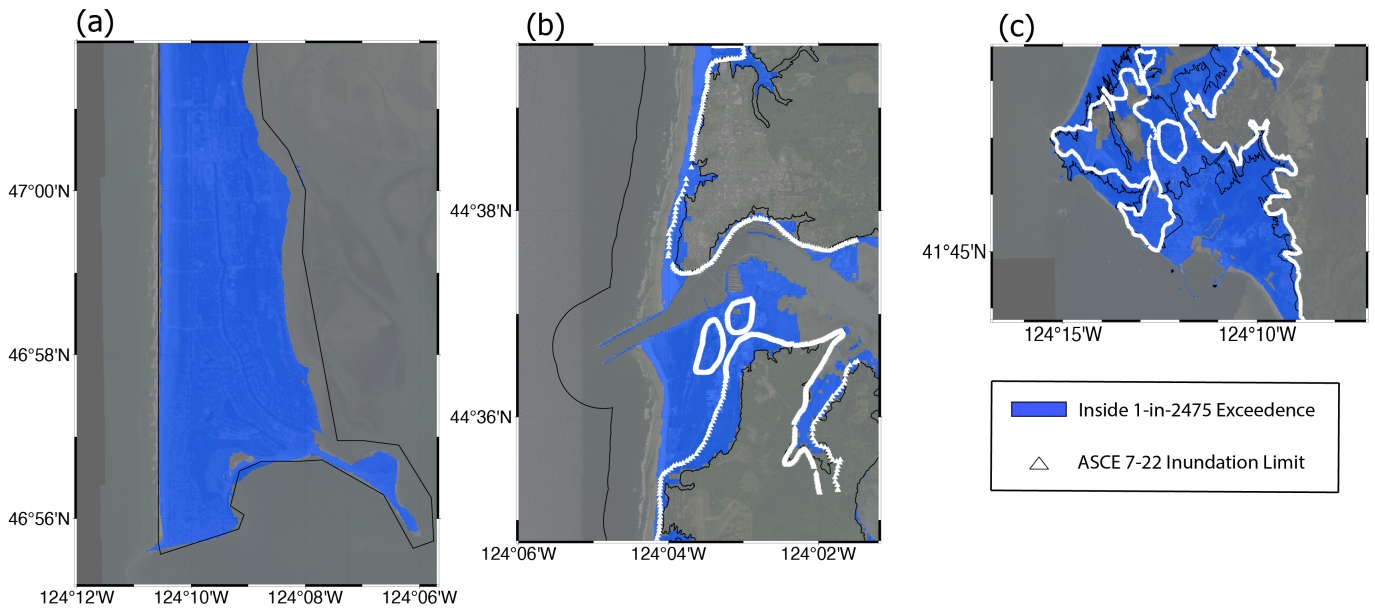 (a)
(b)
(c)
47°00'N
46°58'N
46°56'N
124°12'W
124°10'W
124°08'W
124°06'W
44°38'N
44°36'N
124°06'W
124°04'W
124°02'W
41°45'N
124°15'W
124°10'W
Inside 1-in-2475 Exceedence
ASCE 7-22 Inundation Limit